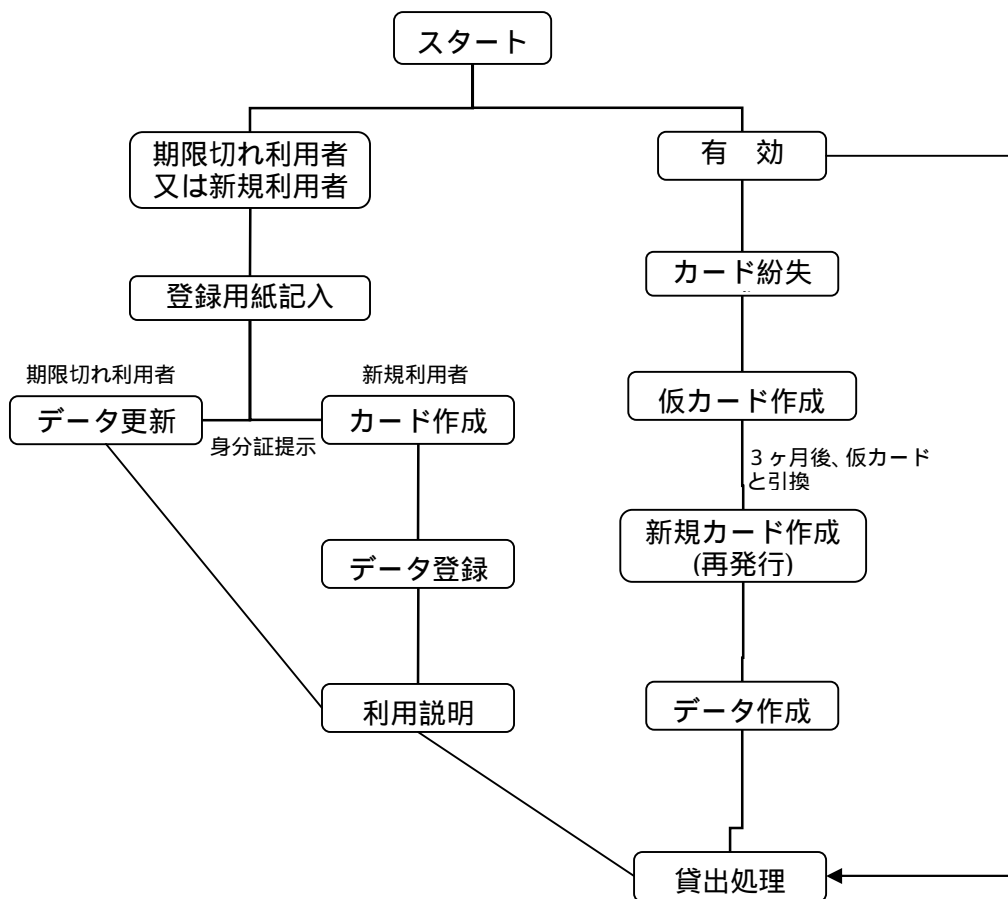 スタート
期限切れ利用者
又は新規利用者
有　効
カード紛失
登録用紙記入
期限切れ利用者
新規利用者
データ更新
カード作成
仮カード作成
身分証提示
3ヶ月後、仮カード
と引換
新規カード作成
(再発行)
データ登録
利用説明
データ作成
貸出処理